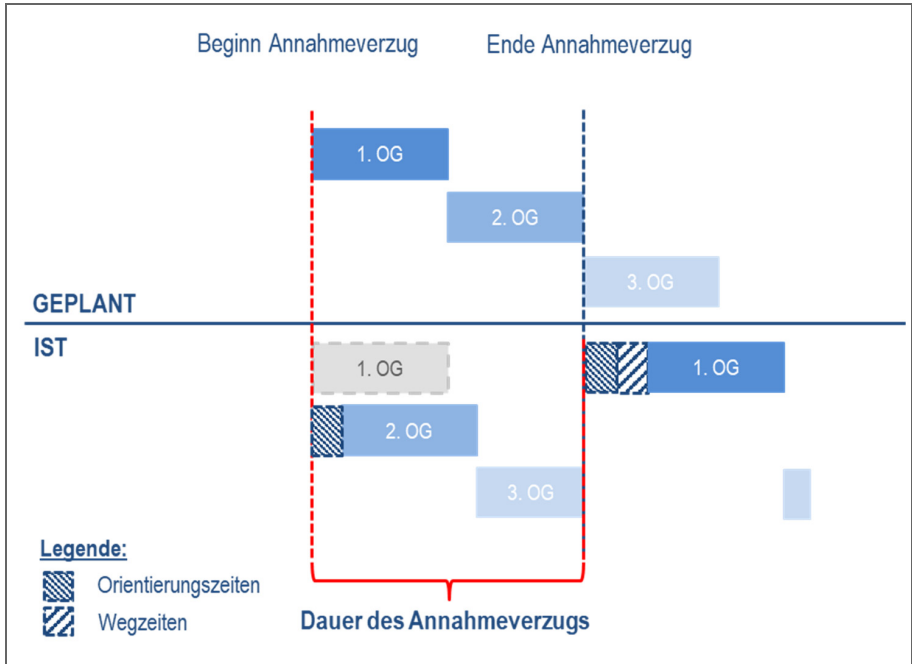 Beginn Annahmeverzug
Ende Annahmeverzug
1. OG
2. OG
3. OG
GEPLANT
IST
1. OG
1. OG
2. OG
3. OG
Legende:
Orientierungszeiten
Wegzeiten
Dauer des Annahmeverzugs